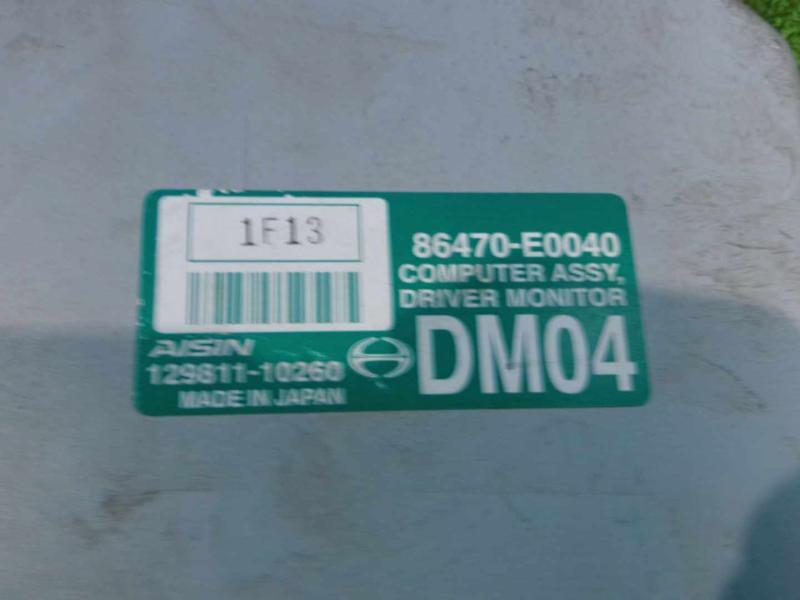 1F13
86470-E0040
COMPUTER ASSY,
DRIVER MONITOR
AISIN
129811-10260
MADE IN JAPAN
DM04